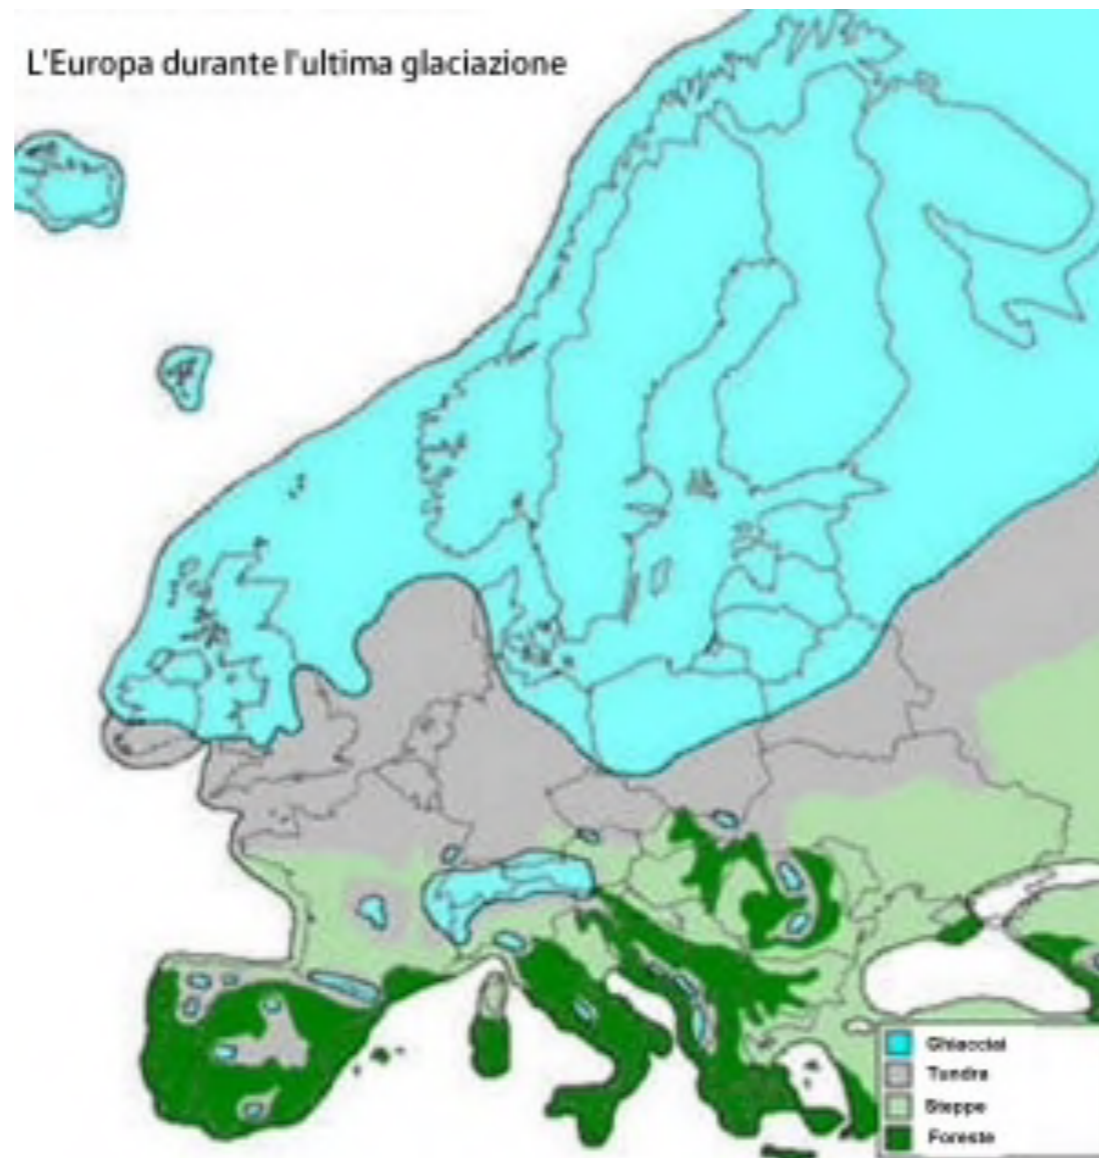 L'Europa durante l'ultima glaciazione
Ghiacciai
Tundra
Steppe
Foreste